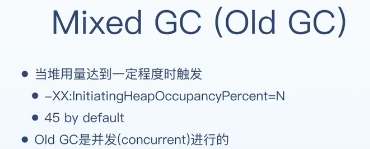 Mixed GC (Old GC)
当堆用量达到一定程度时触发
-XX:InitiatingHeapOccupancyPercent=N
45 by default
Old GC是并发(concurrent)进行的